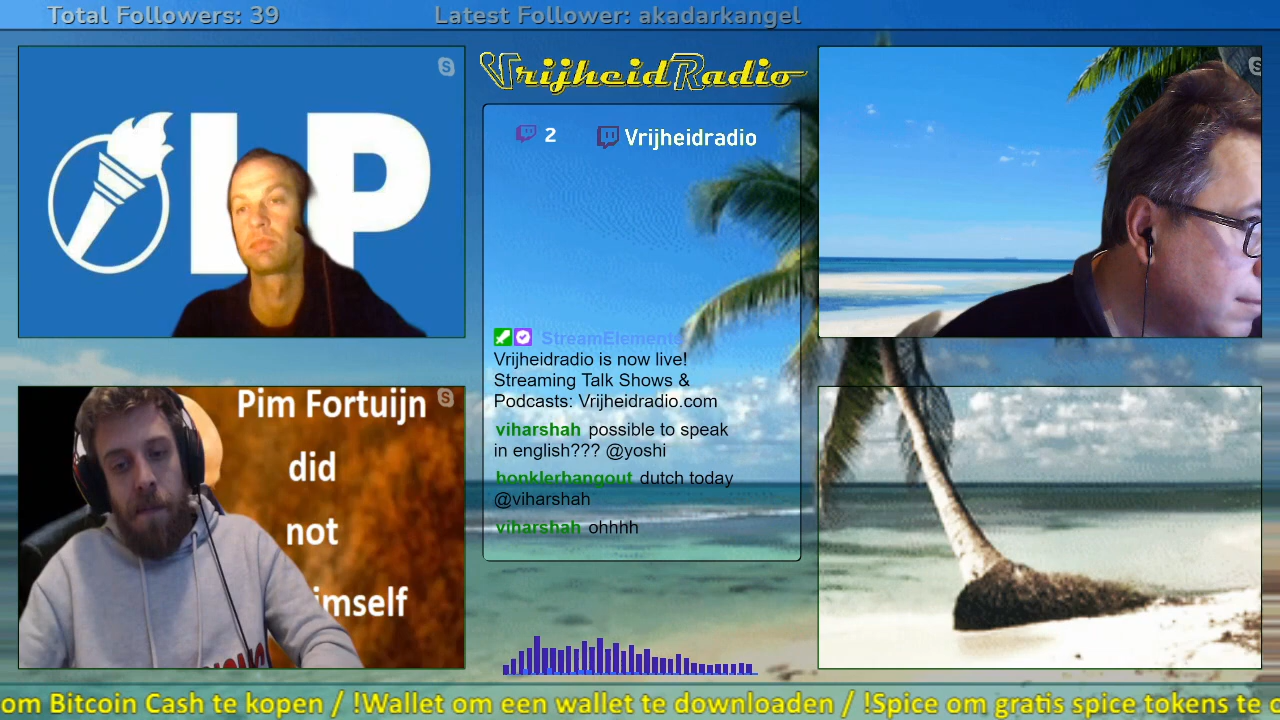 Total Followers: 39
Latest Follower: akadarkangel
VrijheidRadio
LP
2
Vrijheidradio
StreamElements
Vrijheidradio is now live!
Streaming Talk Shows &
Podcasts: Vrijheidradio.com
viharshah possible to speak
in english??? @yoshi
honklerhangout dutch today
@viharshah
viharshah ohhhh
Pim Fortuijn
did
not
imself
om Bitcoin Cash te kopen / !Wallet om een wallet te downloaden / !Spice om gratis spice tokens te